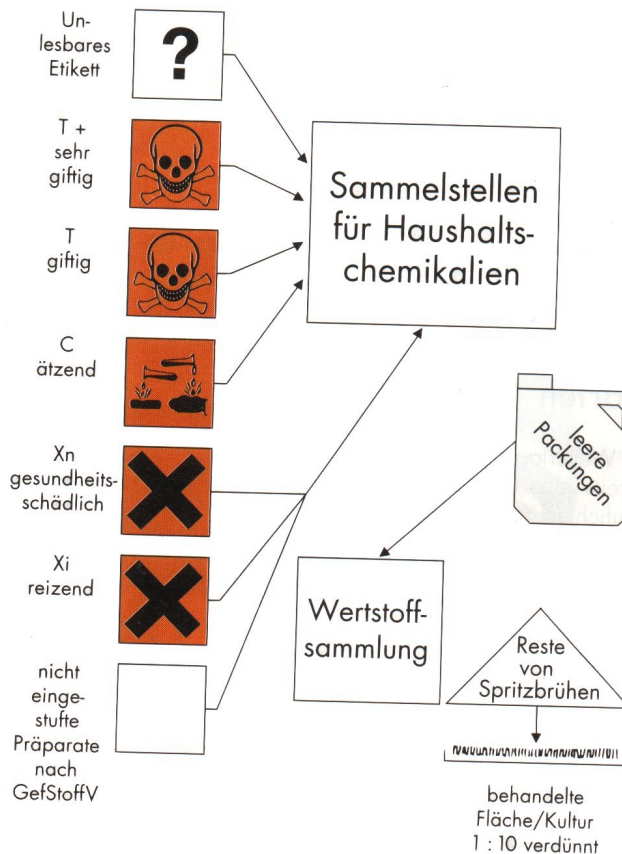 Un-
lesbares
Etikett
?
T +
sehr
giftig
T
giftig
C
ätzend
Xn
gesundheits-
schädlich
Xi
reizend
nicht
einge-
stufte
Präparate
nach
GefStoffV
Sammelstellen
für Haushalts-
chemikalien
leere
Packungen
Wertstoff-
sammlung
Reste
von
Spritzbrühen
behandelte
Fläche/Kultur
1 : 10 verdünnt